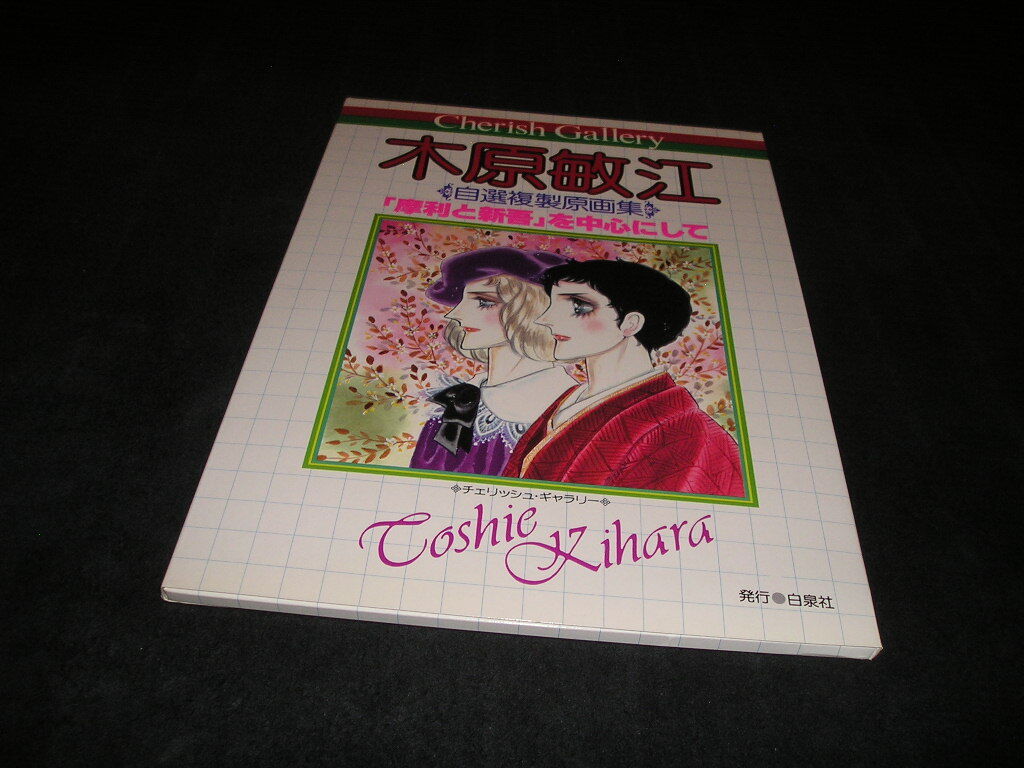 Cherish Gallery
木原敏江
自選複製原画集
「摩利と新吾」を中心にして
チェリッシュ・ギャラリー
Toshie
Kihara
発行●白泉社